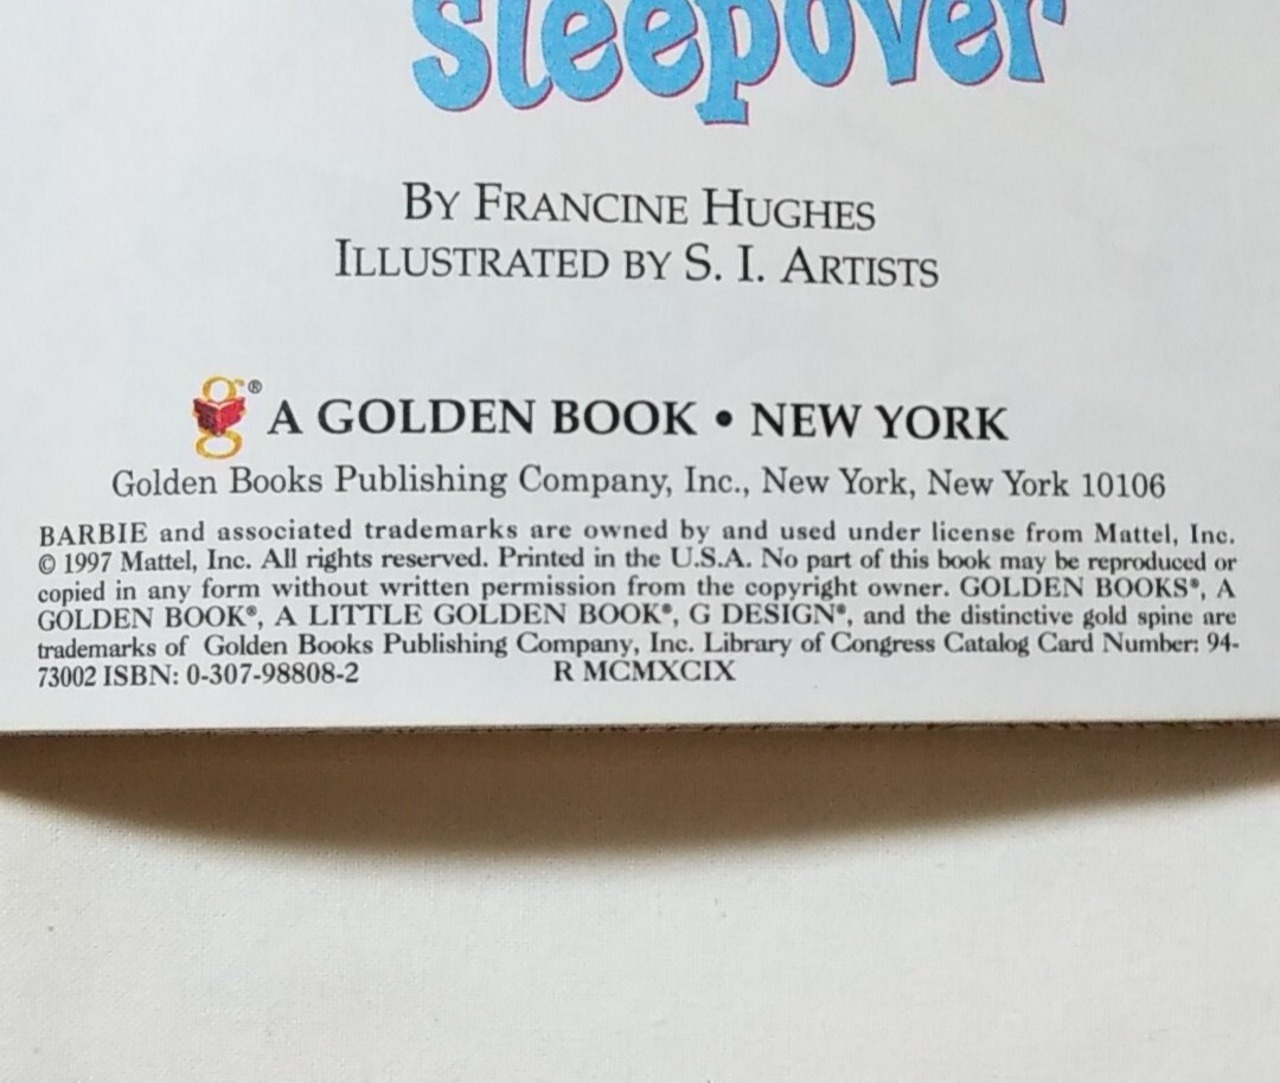 sleepover
BY FRANCINE HUGHES
ILLUSTRATED BY S. I. ARTISTS
g® A GOLDEN BOOK • NEW YORK
Golden Books Publishing Company, Inc., New York, New York 10106
BARBIE and associated trademarks are owned by and used under license from Mattel, Inc.
© 1997 Mattel, Inc. All rights reserved. Printed in the U.S.A. No part of this book may be reproduced or
copied in any form without written permission from the copyright owner. GOLDEN BOOKS®, A
GOLDEN BOOK®, A LITTLE GOLDEN BOOK®, G DESIGN®, and the distinctive gold spine are
trademarks of Golden Books Publishing Company, Inc. Library of Congress Catalog Card Number: 94-
73002 ISBN: 0-307-98808-2 R MCMXCIX